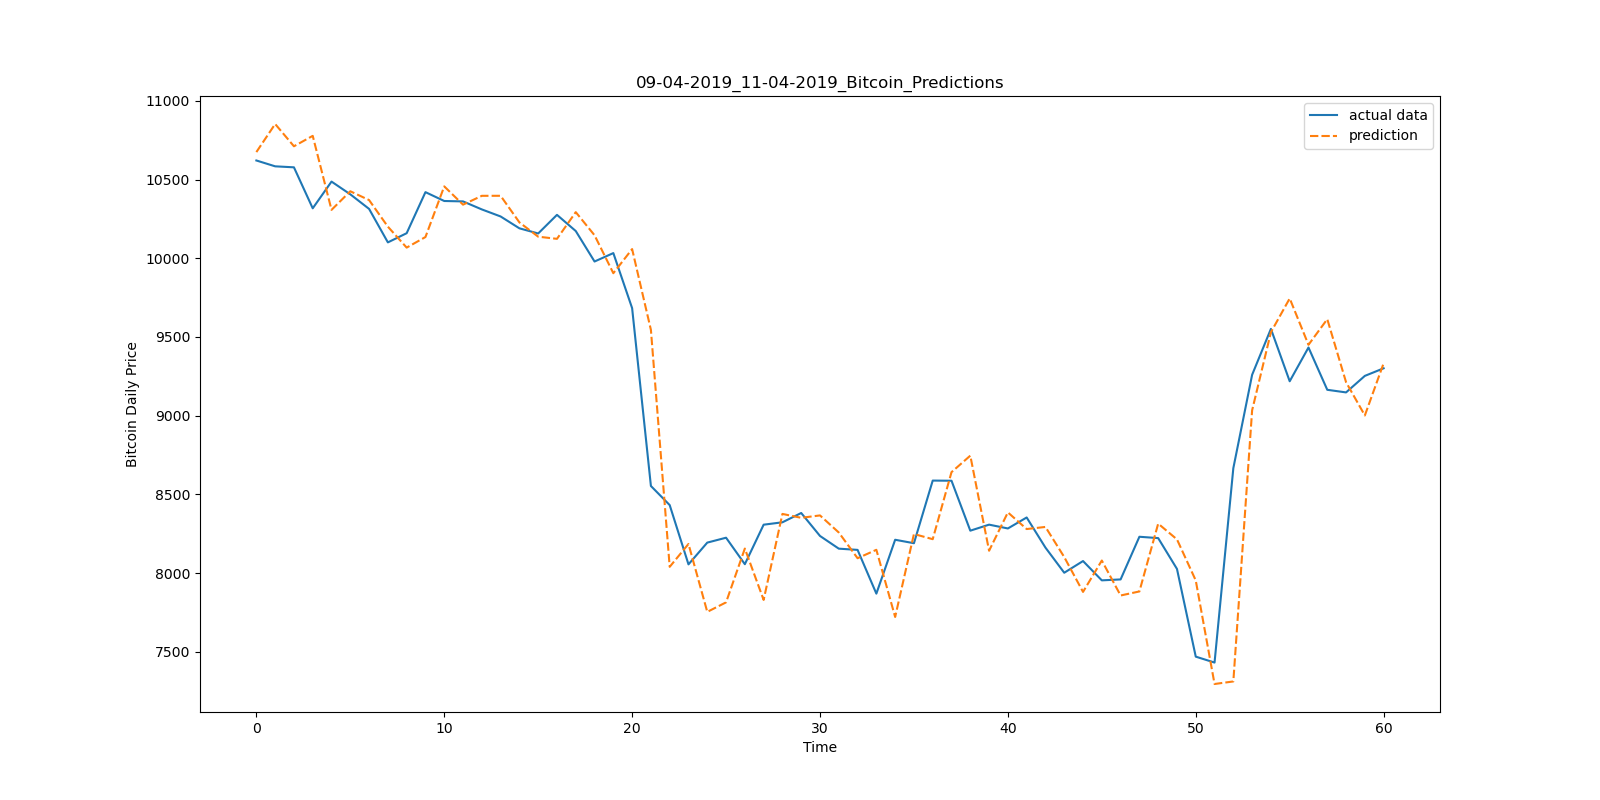 09-04-2019_11-04-2019_Bitcoin_Predictions
11000
10500
10000
9500
9000
8500
8000
7500
Bitcoin Daily Price
actual data
prediction
0 10 20 30 40 50 60
Time